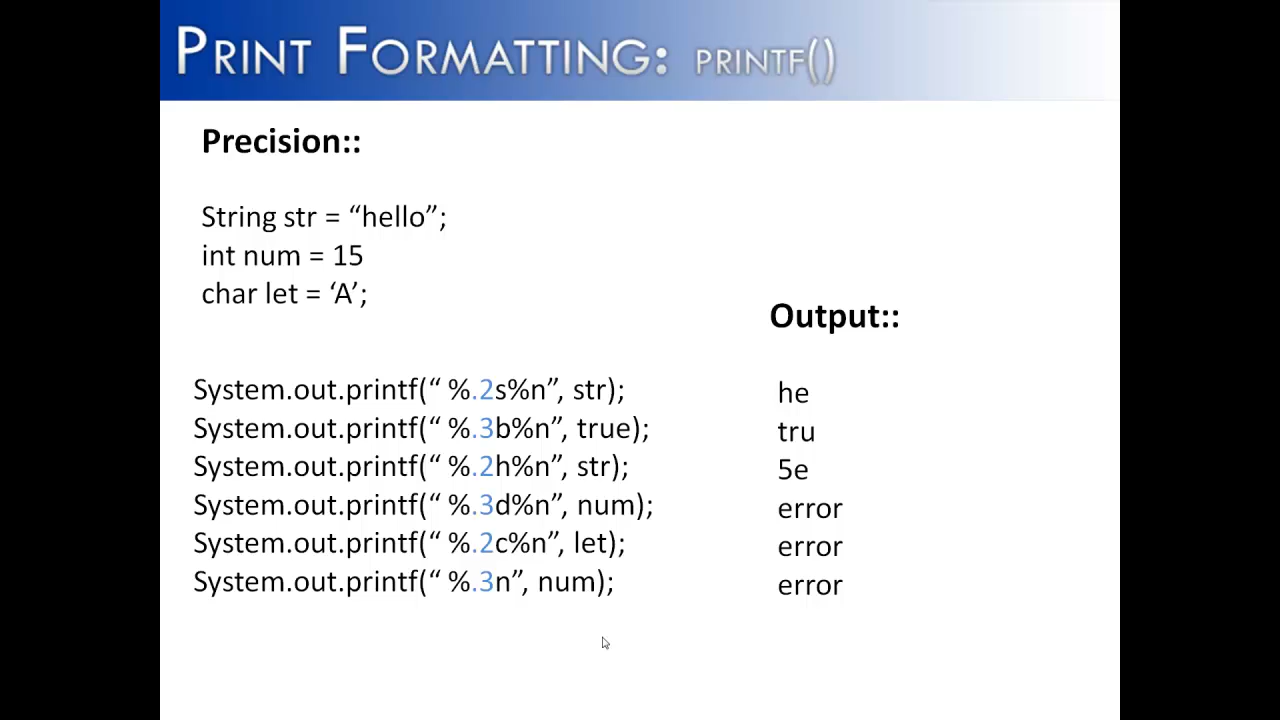 PRINT FORMATTING: PRINTF()
Precision::
String str = “hello”;
int num = 15
char let = ‘A’;
Output::
System.out.printf(“ %.2s%n”, str);
he
System.out.printf(“ %.3b%n”, true);
tru
System.out.printf(“ %.2h%n”, str);
5e
System.out.printf(“ %.3d%n”, num);
error
System.out.printf(“ %.2c%n”, let);
error
System.out.printf(“ %.3n”, num);
error